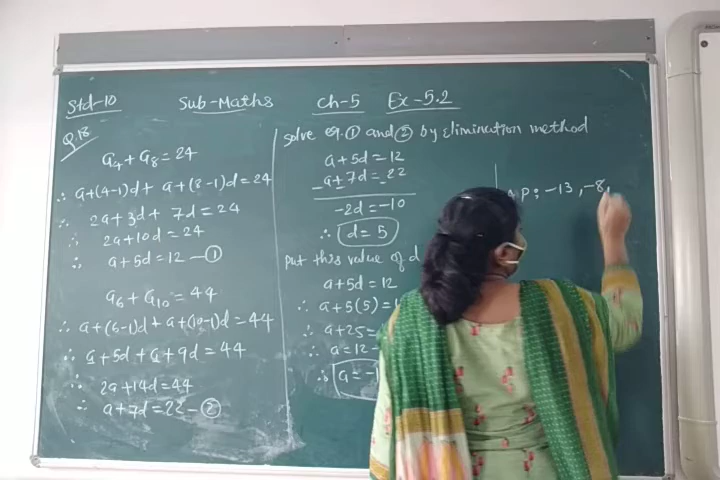 Std-10 Sub-Maths Ch-5 Ex-5.2
Q.18
a₄ + a₈ = 24
∴ a+(4-1)d + a+(8-1)d = 24
∴ 2a+3d+ 7d = 24
∴ 2a+10d = 24
∴ a+5d = 12 — ①
a₆ + a₁₀ = 44
∴ a+(6-1)d + a+(10-1)d = 44
∴ a+5d + a+9d = 44
∴ 2a+14d = 44
∴ a+7d = 22 — ②
Solve eq. ① and ② by Elimination method
a + 5d = 12
- a ± 7d = - 22
-2d = -10
∴ d = 5
put this value of d
a+5d = 12
∴ a+5(5) = 1
∴ a+25 =
∴ a = 12 -
∴ a = -
A.P : -13, -8,